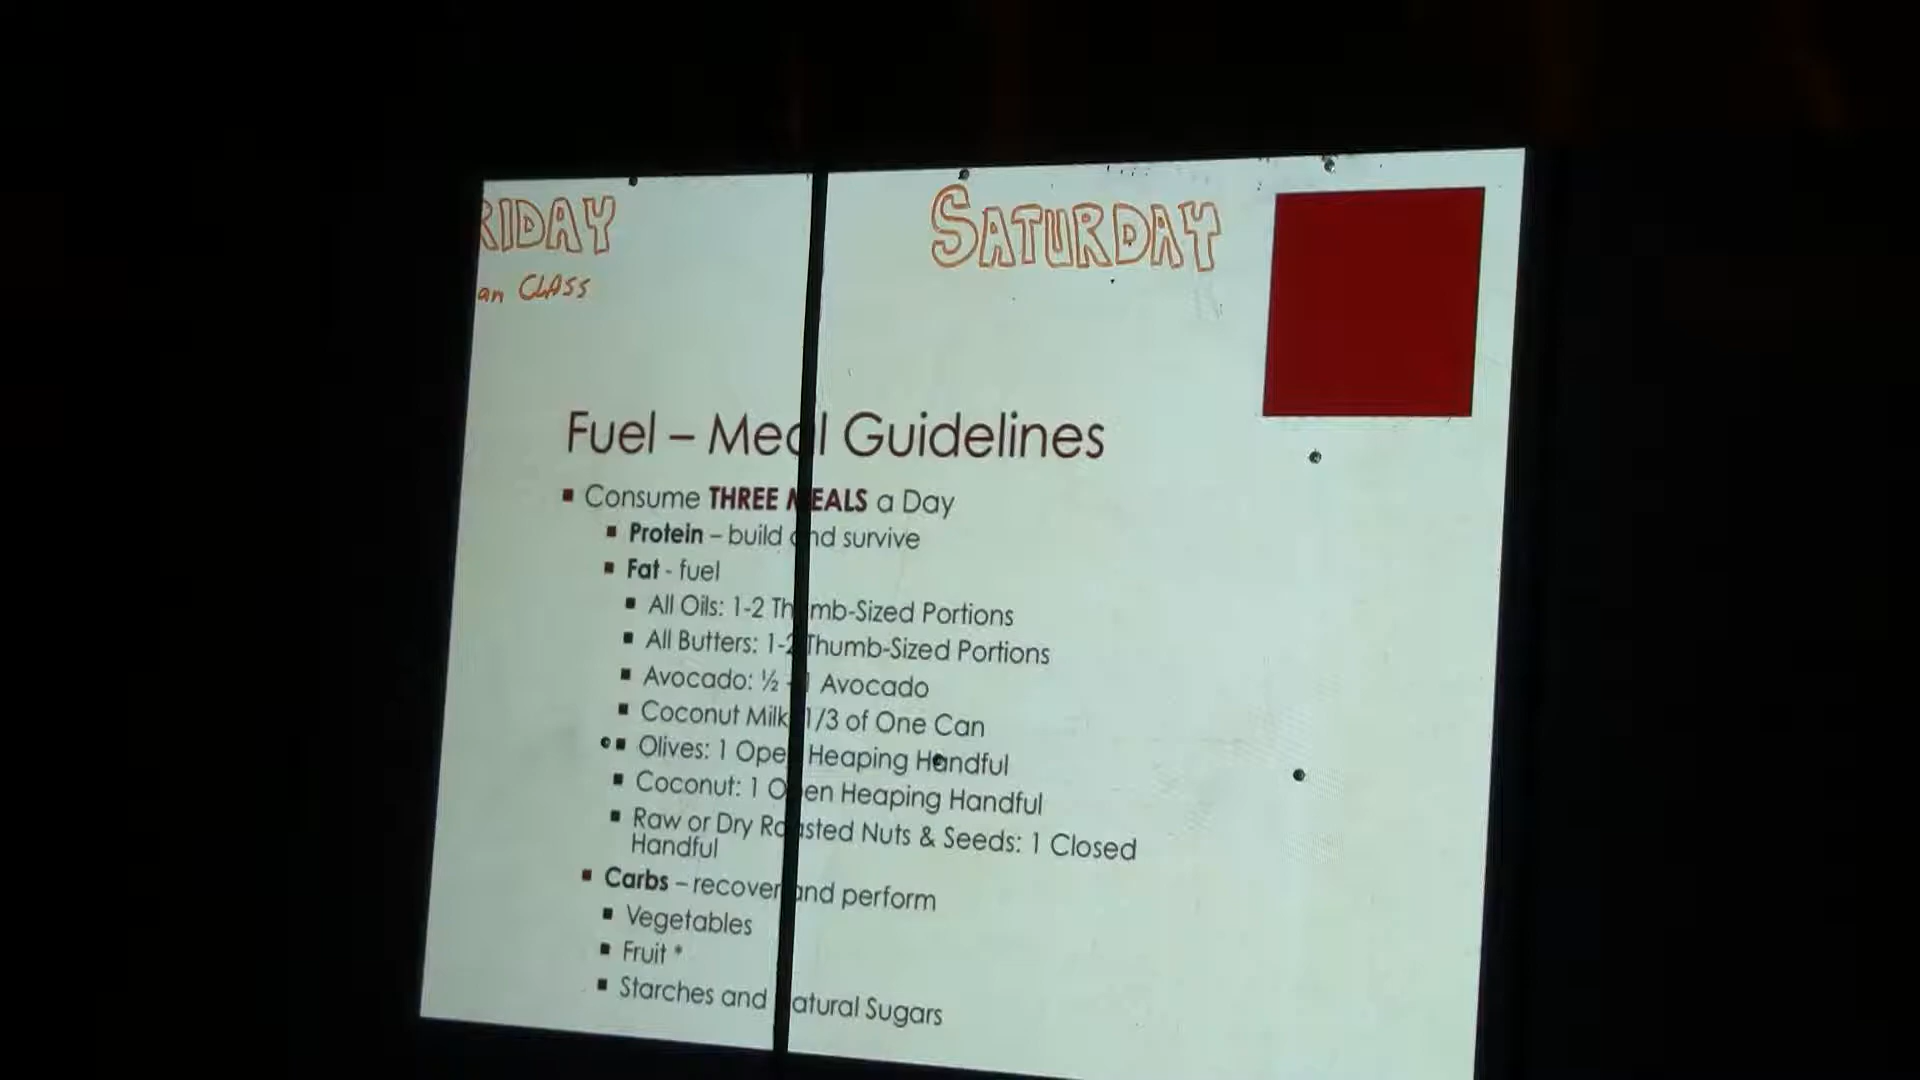 RIDAY
an CLASS
SATURDAY
Fuel – Meal Guidelines
Consume THREE MEALS a Day
Protein – build and survive
Fat - fuel
All Oils: 1-2 Thumb-Sized Portions
All Butters: 1-2 Thumb-Sized Portions
Avocado: ½ - 1 Avocado
Coconut Milk: 1/3 of One Can
Olives: 1 Open Heaping Handful
Coconut: 1 Open Heaping Handful
Raw or Dry Roasted Nuts & Seeds: 1 Closed
Handful
Carbs – recover and perform
Vegetables
Fruit *
Starches and Natural Sugars